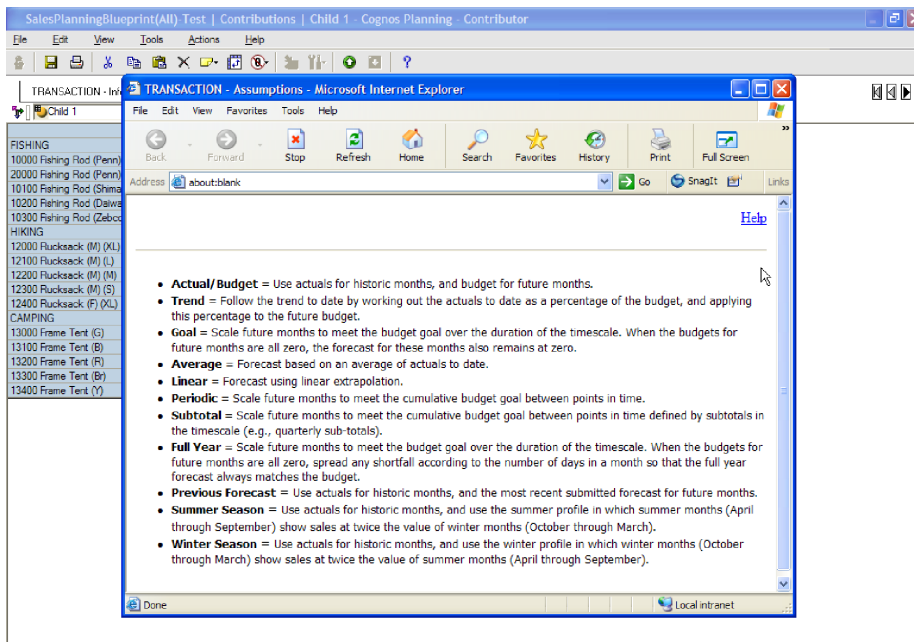 SalesPlanningBlueprint(All)-Test | Contributions | Child 1 - Cognos Planning - Contributor
File Edit View Tools Actions Help
TRANSACTION - Inf
Child 1
FISHING
10000 Fishing Rod (Penn)
20000 Fishing Rod (Penn)
10100 Fishing Rod (Shima
10200 Fishing Rod (Daiwa
10300 Fishing Rod (Zebco
HIKING
12000 Rucksack (M) (XL)
12100 Rucksack (M) (L)
12200 Rucksack (M) (M)
12300 Rucksack (M) (S)
12400 Rucksack (F) (XL)
CAMPING
13000 Frame Tent (G)
13100 Frame Tent (B)
13200 Frame Tent (R)
13300 Frame Tent (Br)
13400 Frame Tent (Y)
TRANSACTION - Assumptions - Microsoft Internet Explorer
File Edit View Favorites Tools Help
Back Forward Stop Refresh Home Search Favorites History Print Full Screen
Address about:blank Go SnagIt Links
Help
• Actual/Budget = Use actuals for historic months, and budget for future months.
• Trend = Follow the trend to date by working out the actuals to date as a percentage of the budget, and applying
this percentage to the future budget.
• Goal = Scale future months to meet the budget goal over the duration of the timescale. When the budgets for
future months are all zero, the forecast for these months also remains at zero.
• Average = Forecast based on an average of actuals to date.
• Linear = Forecast using linear extrapolation.
• Periodic = Scale future months to meet the cumulative budget goal between points in time.
• Subtotal = Scale future months to meet the cumulative budget goal between points in time defined by subtotals in
the timescale (e.g., quarterly sub-totals).
• Full Year = Scale future months to meet the budget goal over the duration of the timescale. When the budgets for
future months are all zero, spread any shortfall according to the number of days in a month so that the full year
forecast always matches the budget.
• Previous Forecast = Use actuals for historic months, and the most recent submitted forecast for future months.
• Summer Season = Use actuals for historic months, and use the summer profile in which summer months (April
through September) show sales at twice the value of winter months (October through March).
• Winter Season = Use actuals for historic months, and use the winter profile in which winter months (October
through March) show sales at twice the value of summer months (April through September).
Done Local intranet